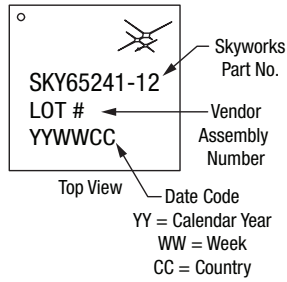 Skyworks
Part No.
SKY65241-12
LOT #
YYWWCC
Vendor
Assembly
Number
Top View
Date Code
YY = Calendar Year
WW = Week
CC = Country